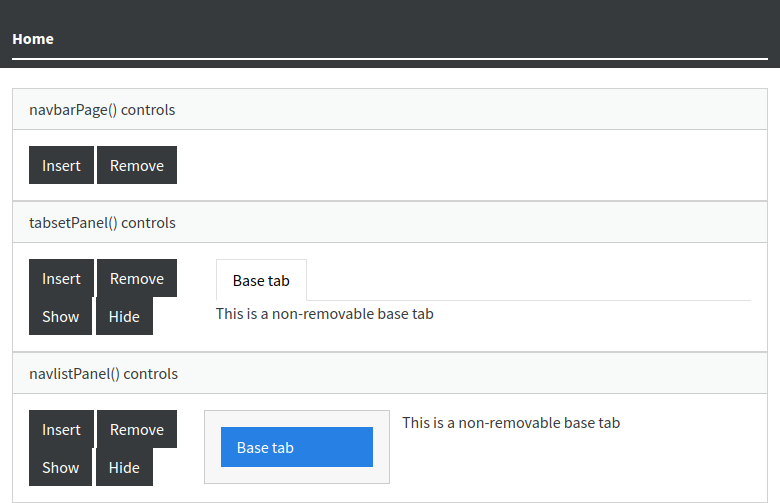 Home
navbarPage() controls
Insert Remove
tabsetPanel() controls
Insert Remove Base tab
Show Hide This is a non-removable base tab
navlistPanel() controls
Insert Remove This is a non-removable base tab
Show Hide Base tab